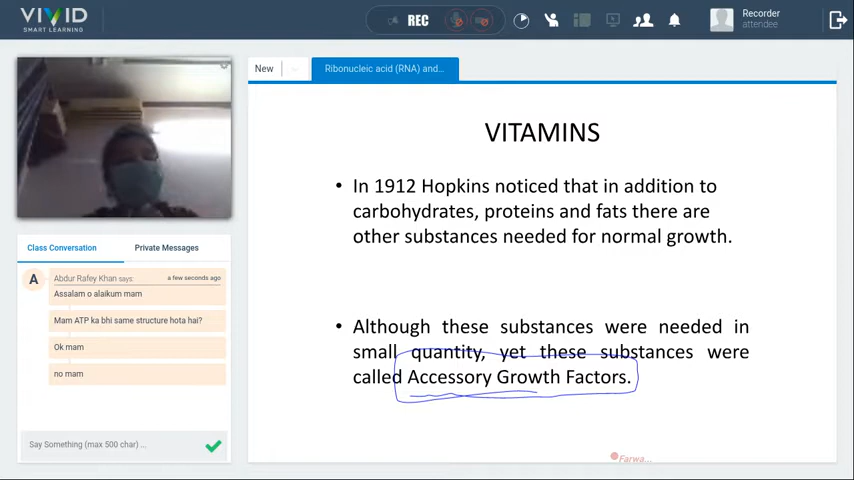 VIVID
SMART LEARNING
REC
Recorder
attendee
New
Ribonucleic acid (RNA) and...
VITAMINS
• In 1912 Hopkins noticed that in addition to
carbohydrates, proteins and fats there are
other substances needed for normal growth.
• Although these substances were needed in
small quantity, yet these substances were
called Accessory Growth Factors.
Farwa...
Class Conversation
Private Messages
A
Abdur Rafey Khan says:
a few seconds ago
Assalam o alaikum mam
Mam ATP ka bhi same structure hota hai?
Ok mam
no mam
Say Something (max 500 char) ...